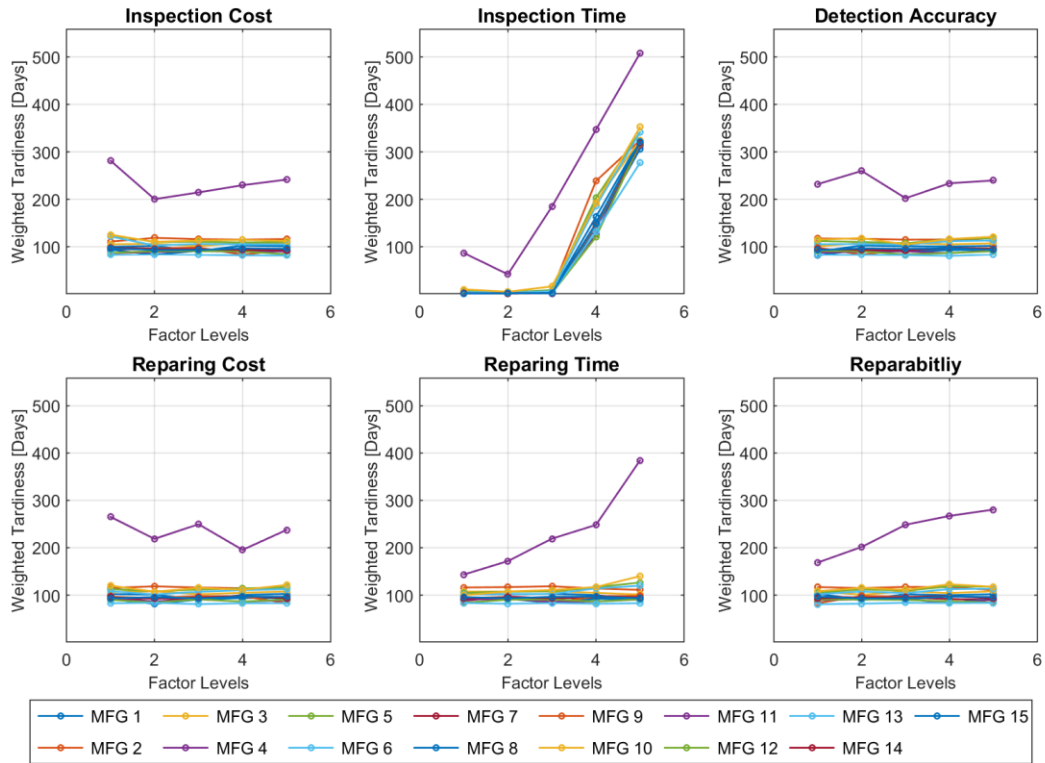 Inspection Cost
Weighted Tardiness [Days]
500
400
300
200
100
0
2
4
6
Factor Levels
Inspection Time
Weighted Tardiness [Days]
500
400
300
200
100
0
2
4
6
Factor Levels
Detection Accuracy
Weighted Tardiness [Days]
500
400
300
200
100
0
2
4
6
Factor Levels
Reparing Cost
Weighted Tardiness [Days]
500
400
300
200
100
0
2
4
6
Factor Levels
Reparing Time
Weighted Tardiness [Days]
500
400
300
200
100
0
2
4
6
Factor Levels
Reparabitliy
Weighted Tardiness [Days]
500
400
300
200
100
0
2
4
6
Factor Levels
MFG 1 MFG 3 MFG 5 MFG 7 MFG 9 MFG 11 MFG 13 MFG 15
MFG 2 MFG 4 MFG 6 MFG 8 MFG 10 MFG 12 MFG 14